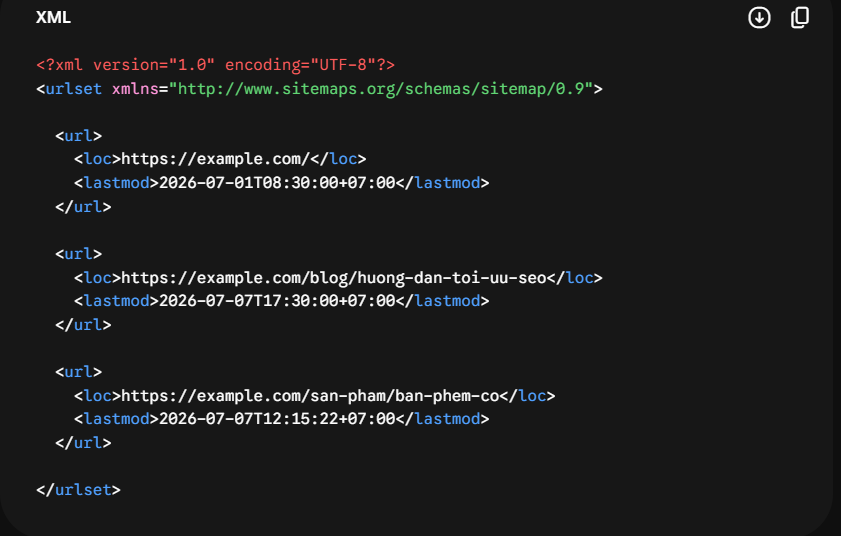 XML
<?xml version="1.0" encoding="UTF-8"?>
<urlset xmlns="http://www.sitemaps.org/schemas/sitemap/0.9">
<url>
<loc>https://example.com/</loc>
<lastmod>2026-07-01T08:30:00+07:00</lastmod>
</url>
<url>
<loc>https://example.com/blog/huong-dan-toi-uu-seo</loc>
<lastmod>2026-07-07T17:30:00+07:00</lastmod>
</url>
<url>
<loc>https://example.com/san-pham/ban-phem-co</loc>
<lastmod>2026-07-07T12:15:22+07:00</lastmod>
</url>
</urlset>